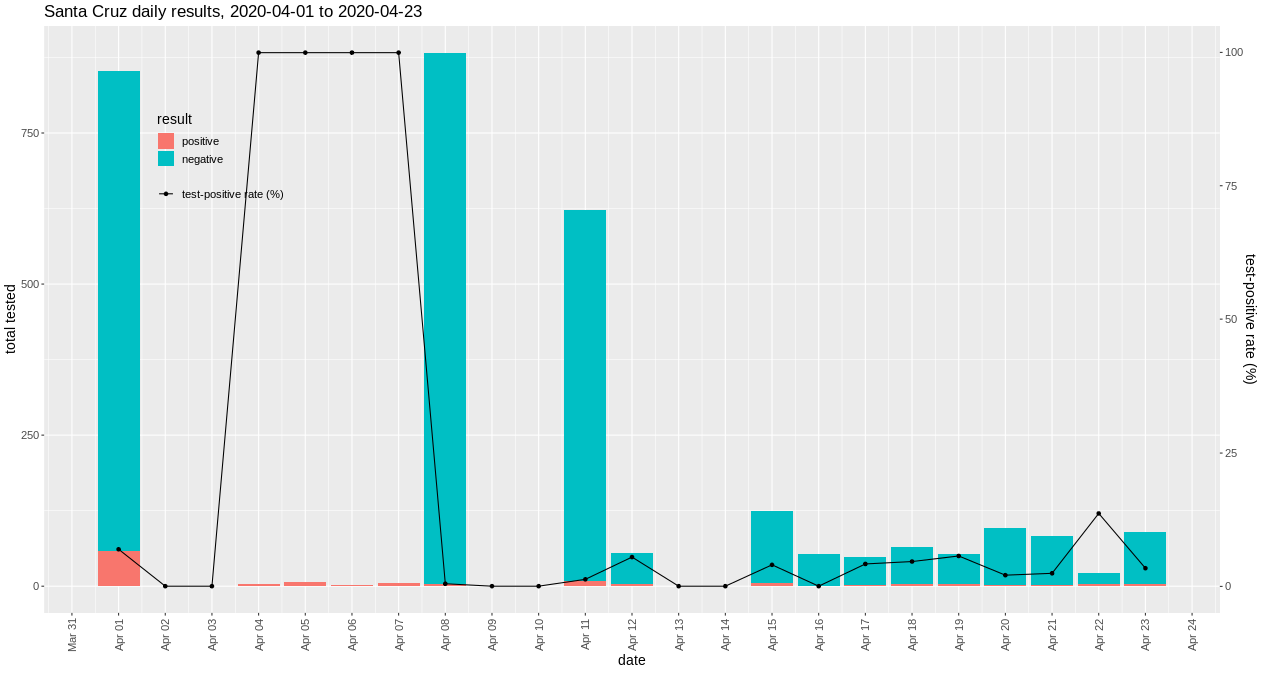 Santa Cruz daily results, 2020-04-01 to 2020-04-23
total tested
750
500
250
0
result
positive
negative
test-positive rate (%)
100
75
50
25
0
test-positive rate (%)
Mar 31
Apr 01
Apr 02
Apr 03
Apr 04
Apr 05
Apr 06
Apr 07
Apr 08
Apr 09
Apr 10
Apr 11
Apr 12
Apr 13
Apr 14
Apr 15
Apr 16
Apr 17
Apr 18
Apr 19
Apr 20
Apr 21
Apr 22
Apr 23
Apr 24
date